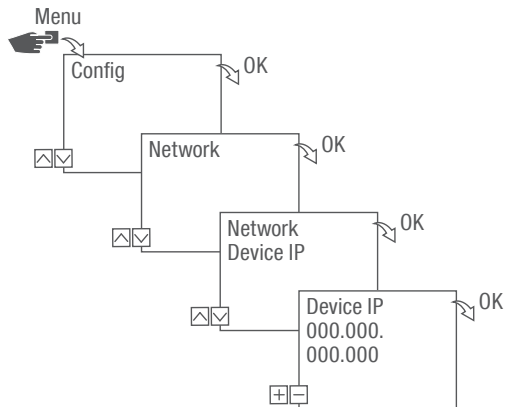 Menu
Config
OK
Network
OK
Network
Device IP
OK
Device IP
000.000.
000.000
OK